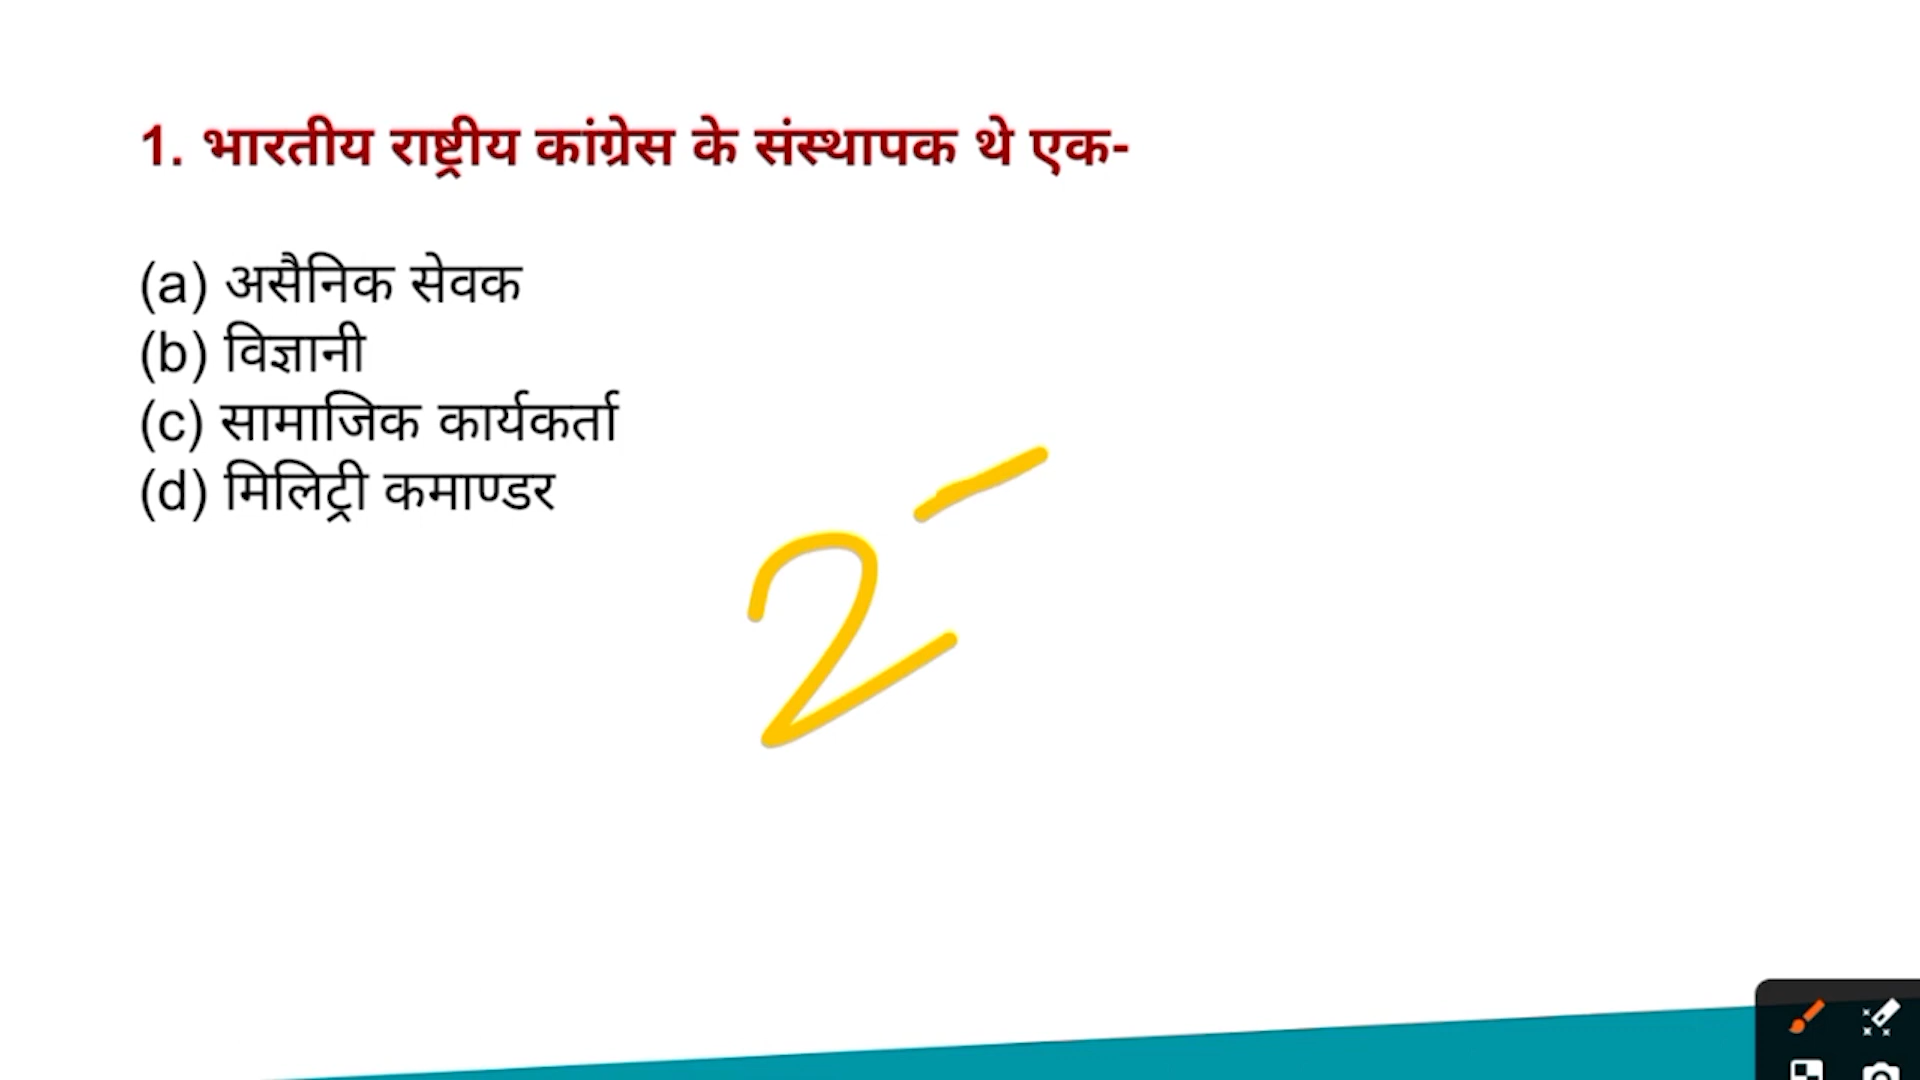 1. भारतीय राष्ट्रीय कांग्रेस के संस्थापक थे एक-
(a) असैनिक सेवक
(b) विज्ञानी
(c) सामाजिक कार्यकर्ता
(d) मिलिट्री कमाण्डर
2